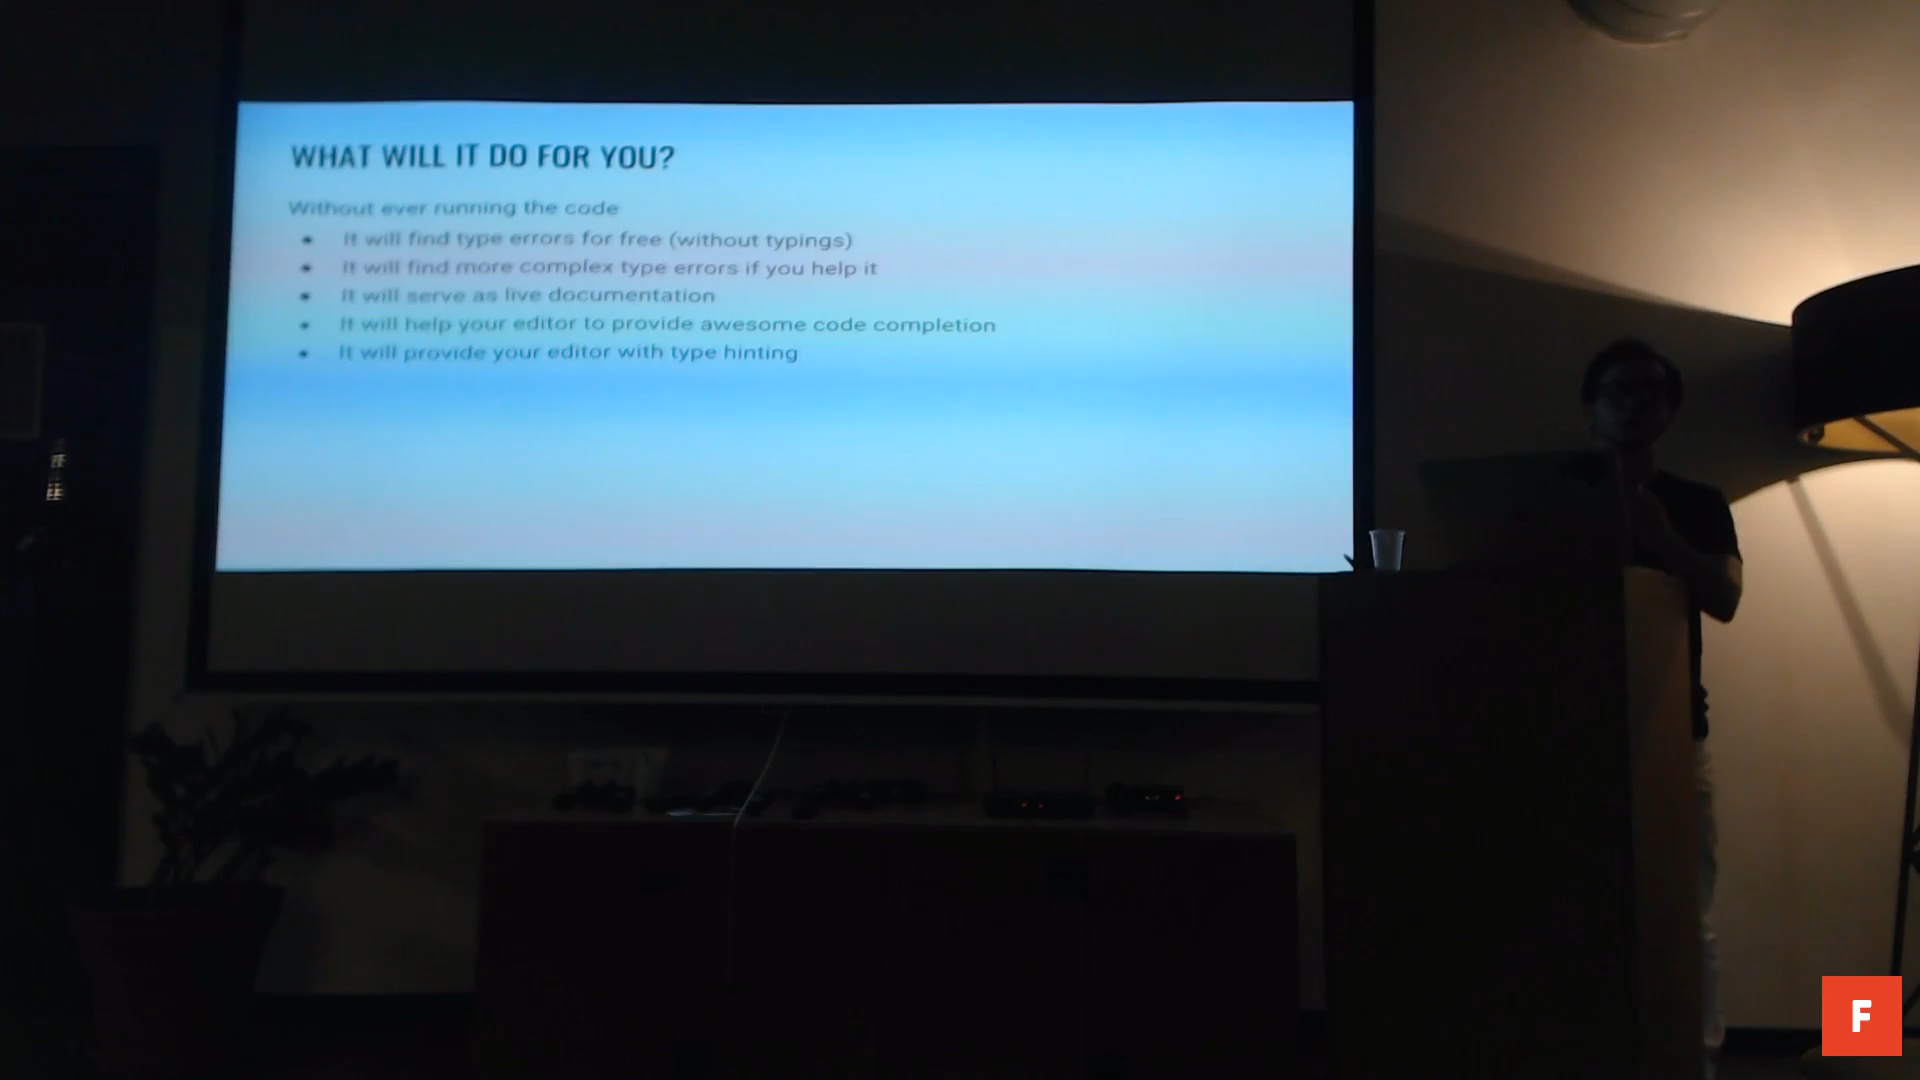 WHAT WILL IT DO FOR YOU?
Without ever running the code
• It will find type errors for free (without typings)
• It will find more complex type errors if you help it
• It will serve as live documentation
• It will help your editor to provide awesome code completion
• It will provide your editor with type hinting
F